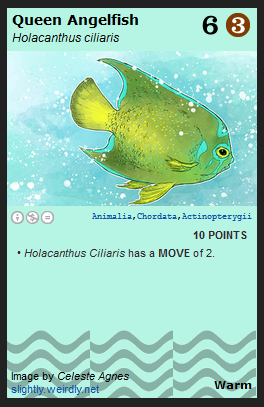 Queen Angelfish
Holacanthus ciliaris
6 3
Animalia,Chordata,Actinopterygii
10 POINTS
• Holacanthus Ciliaris has a MOVE of 2.
Image by Celeste Agnes
slightly.weirdly.net
Warm